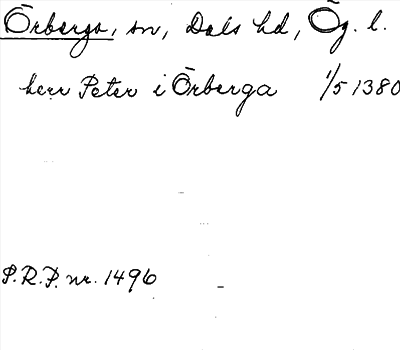 Örberga, sn, Dals hd, Ög. l.
herr Peter i Örberga 1/5 1380
P.R.P. nr. 1496